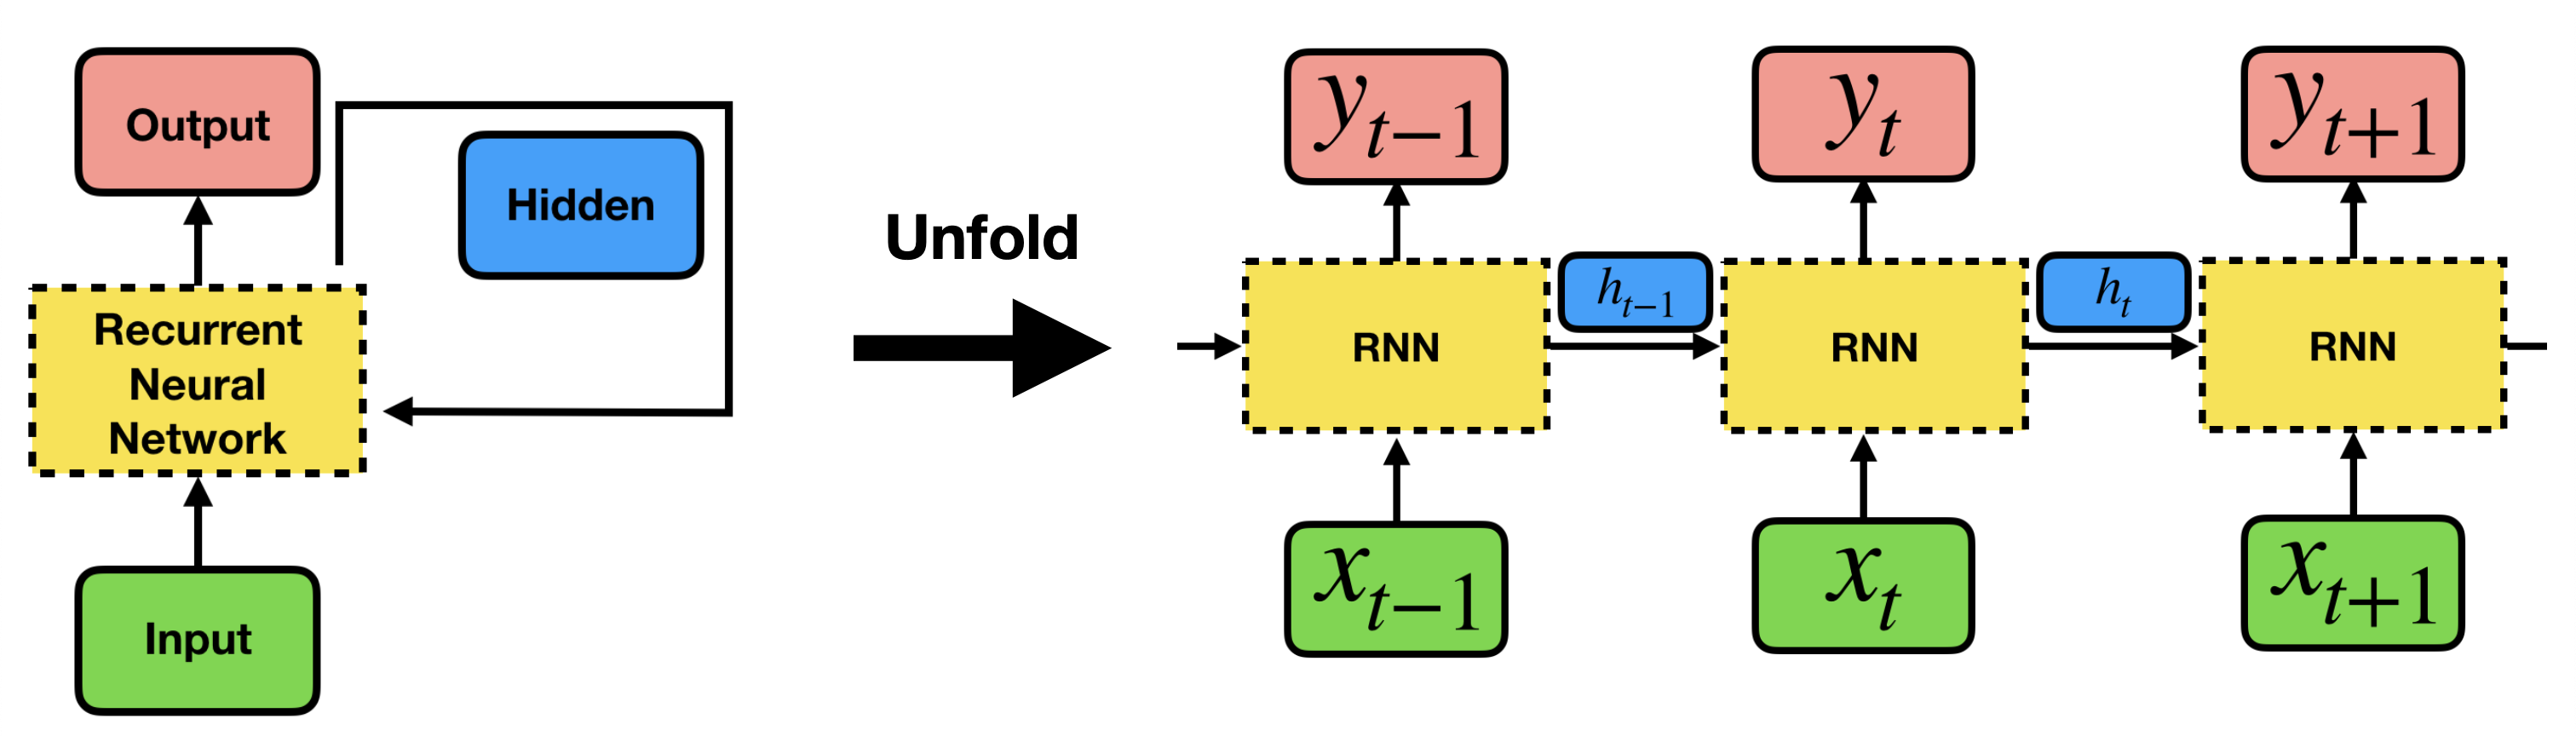 Output
Hidden
Recurrent
Neural
Network
Input
Unfold
y_{t-1}
y_t
y_{t+1}
h_{t-1}
h_t
RNN
RNN
RNN
x_{t-1}
x_t
x_{t+1}